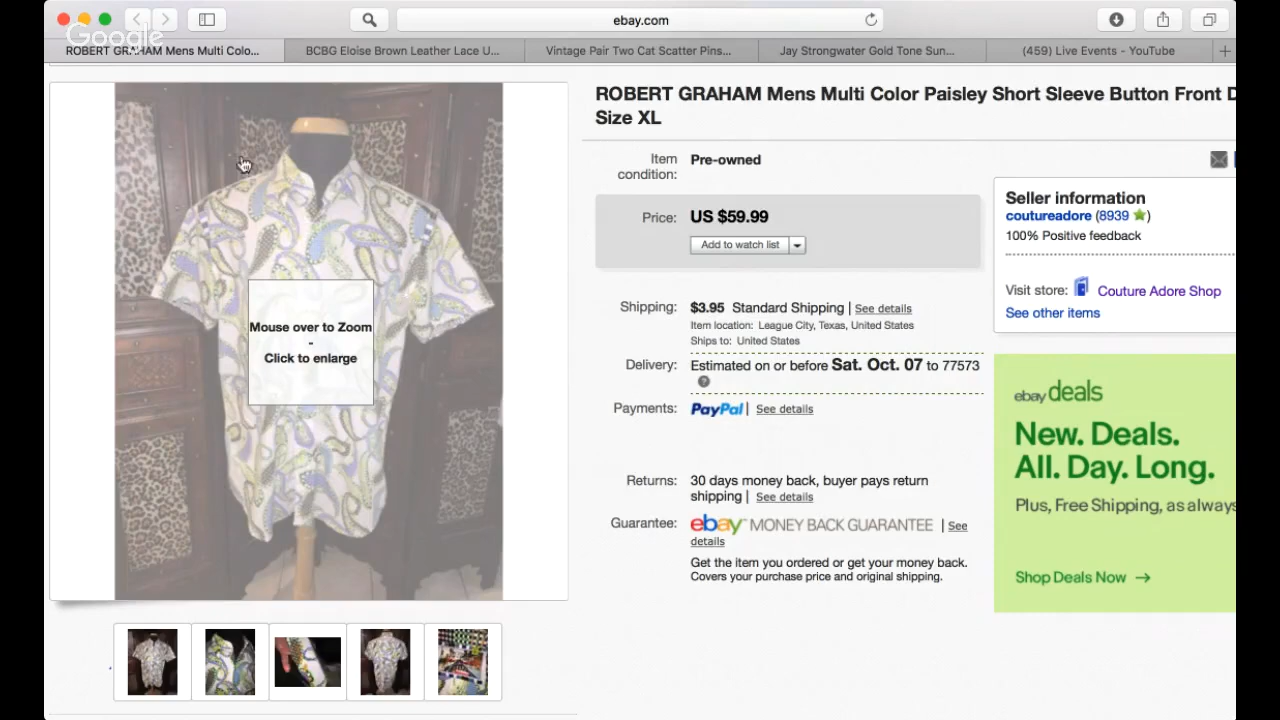 ebay.com
Google
ROBERT GRAHAM Mens Multi Colo...
BCBG Eloise Brown Leather Lace U...
Vintage Pair Two Cat Scatter Pins...
Jay Strongwater Gold Tone Sun...
(459) Live Events - YouTube
ROBERT GRAHAM Mens Multi Color Paisley Short Sleeve Button Front D
Size XL
Item condition: Pre-owned
Price: US $59.99
Add to watch list
Shipping: $3.95 Standard Shipping | See details
Item location: League City, Texas, United States
Ships to: United States
Delivery: Estimated on or before Sat. Oct. 07 to 77573
Payments: PayPal | See details
Returns: 30 days money back, buyer pays return
shipping | See details
Guarantee: ebay MONEY BACK GUARANTEE | See
details
Get the item you ordered or get your money back.
Covers your purchase price and original shipping.
Mouse over to Zoom
-
Click to enlarge
Seller information
coutureadore (8939)
100% Positive feedback
Visit store: Couture Adore Shop
See other items
ebay deals
New. Deals.
All. Day. Long.
Plus, Free Shipping, as always
Shop Deals Now →